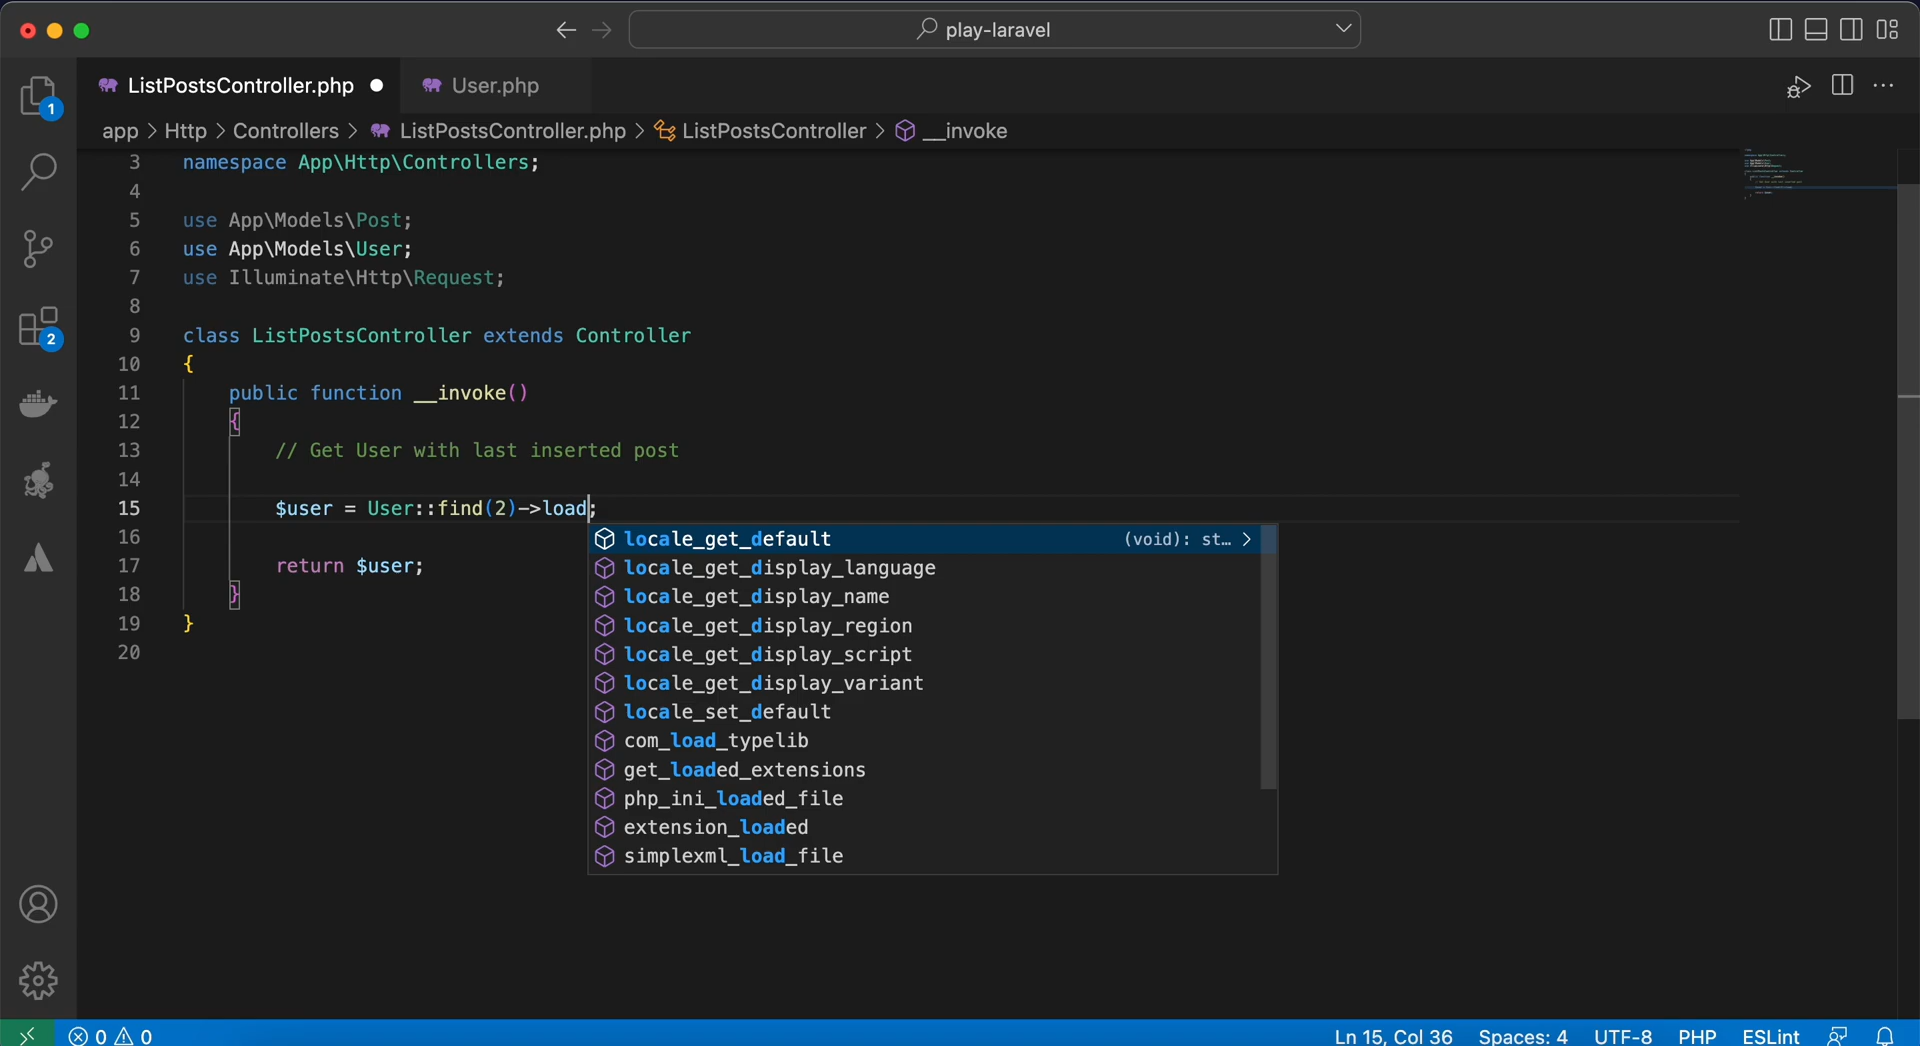 play-laravel
ListPostsController.php
User.php
app > Http > Controllers > ListPostsController.php > ListPostsController > __invoke
1
2
3 namespace App\Http\Controllers;
4
5 use App\Models\Post;
6 use App\Models\User;
7 use Illuminate\Http\Request;
8
9 class ListPostsController extends Controller
10 {
11 public function __invoke()
12 {
13 // Get User with last inserted post
14
15 $user = User::find(2)->load;
16
17 return $user;
18 }
19 }
20
locale_get_default (void): st… >
locale_get_display_language
locale_get_display_name
locale_get_display_region
locale_get_display_script
locale_get_display_variant
locale_set_default
com_load_typelib
get_loaded_extensions
php_ini_loaded_file
extension_loaded
simplexml_load_file
0 0 Ln 15, Col 36 Spaces: 4 UTF-8 PHP ESLint